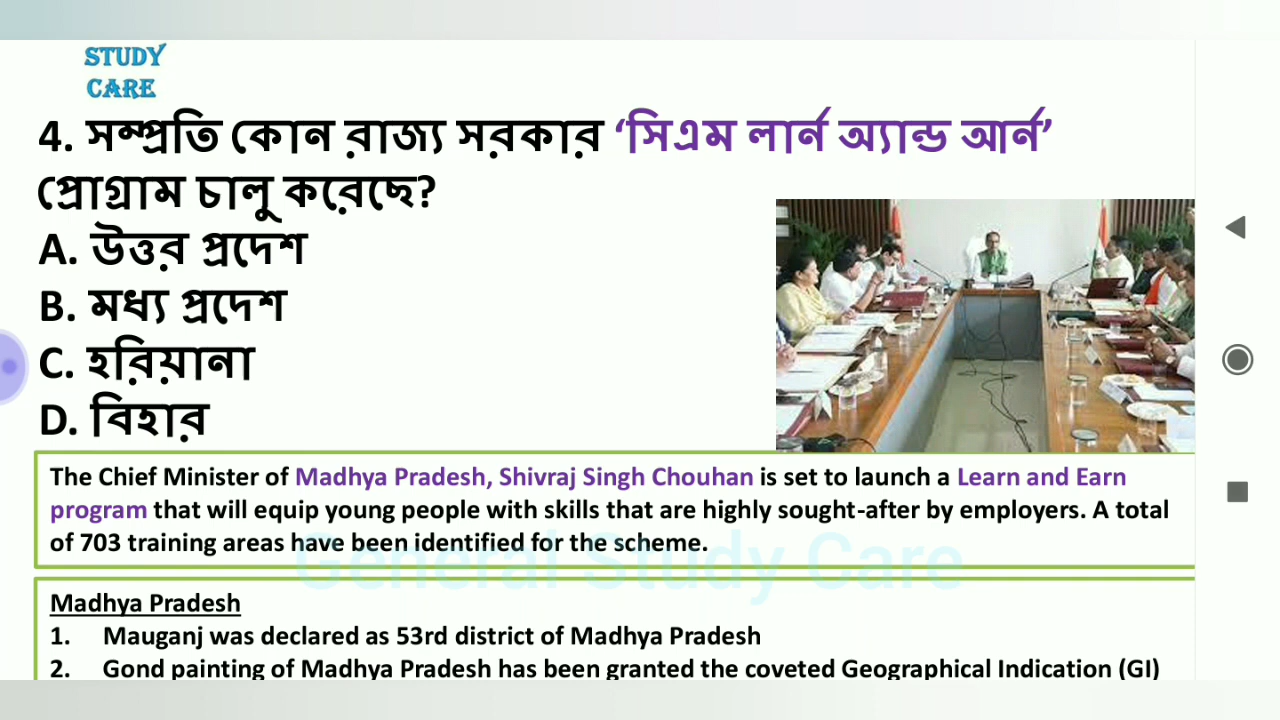 STUDY
CARE
4. সম্প্রতি কোন রাজ্য সরকার ‘সিএম লার্ন অ্যান্ড আর্ন’
প্রোগ্রাম চালু করেছে?
A. উত্তর প্রদেশ
B. মধ্য প্রদেশ
C. হরিয়ানা
D. বিহার
The Chief Minister of Madhya Pradesh, Shivraj Singh Chouhan is set to launch a Learn and Earn
program that will equip young people with skills that are highly sought-after by employers. A total
of 703 training areas have been identified for the scheme.
General Study Care
Madhya Pradesh
1. Mauganj was declared as 53rd district of Madhya Pradesh
2. Gond painting of Madhya Pradesh has been granted the coveted Geographical Indication (GI)